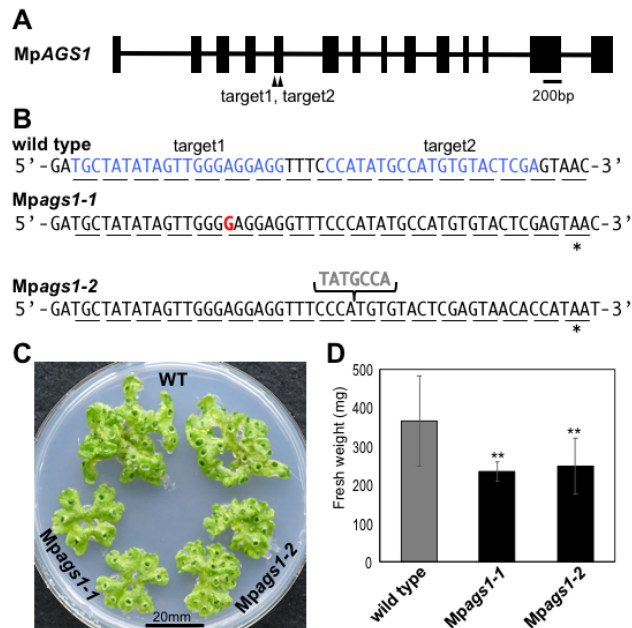 A
MpAGS1
target1, target2
200bp
B
wild type
target1 target2
5'-GATGCTATATAGTTGGGAGGAGGTTTCCCATATGCCATGTGTACTCGAGTAAC-3'
Mpags1-1
5'-GATGCTATATAGTTGGGGAGGAGGTTTCCCATATGCCATGTGTACTCGAGTAAC-3'
*
TATGCCA
Mpags1-2
5'-GATGCTATATAGTTGGGAGGAGGTTTCCCATGTGTACTCGAGTAACACCATAAT-3'
*
C
WT
Mpags1-1
Mpags1-2
20mm
D
Fresh weight (mg)
500
400
300
200
100
0
**
**
wild type
Mpags1-1
Mpags1-2